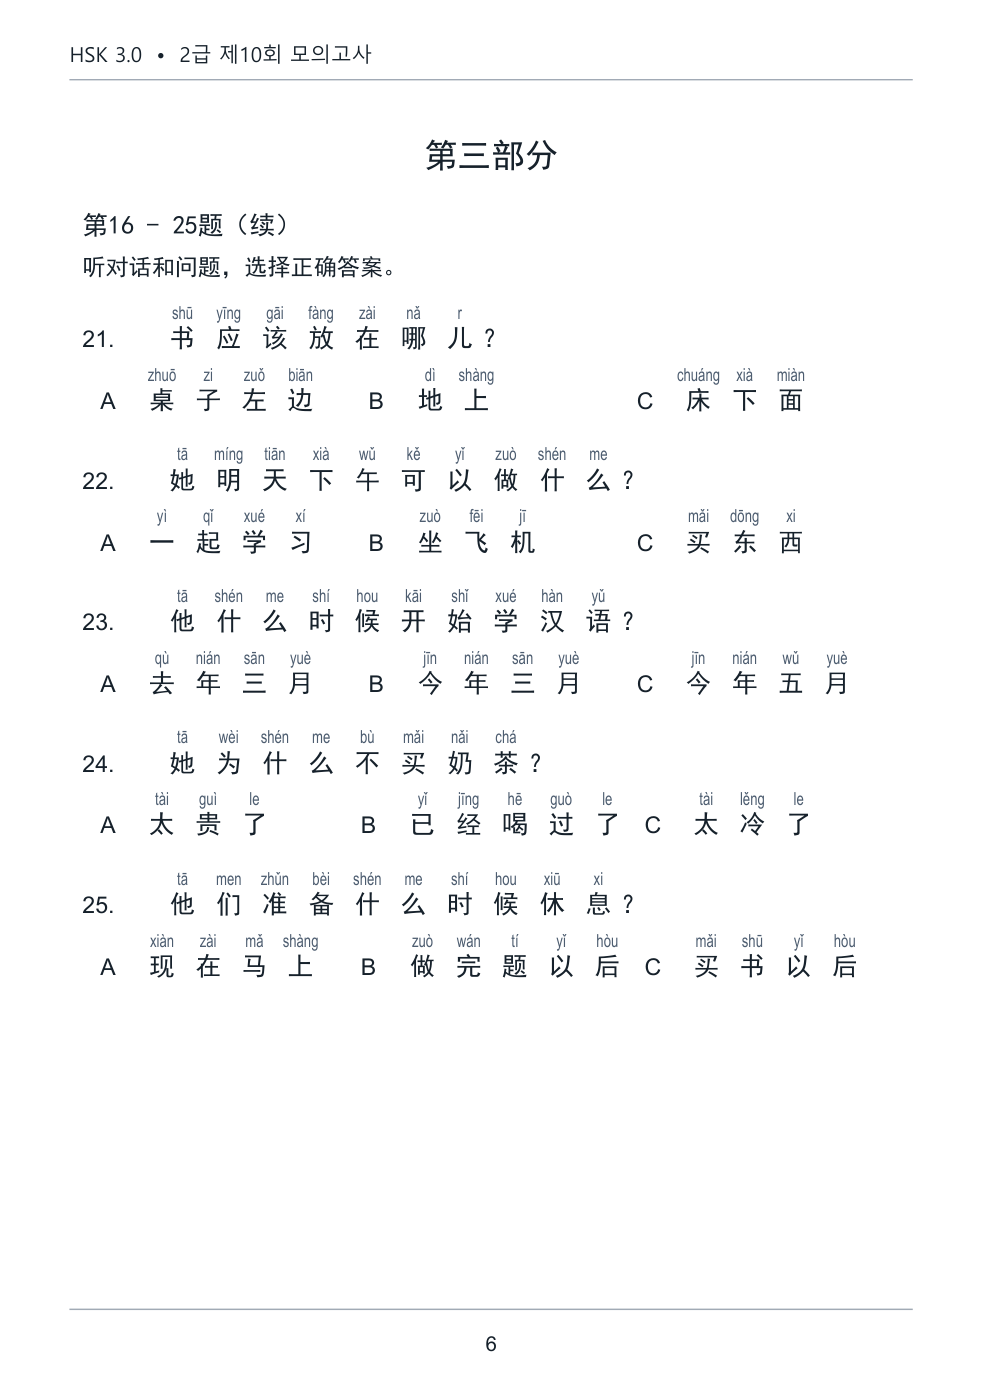 HSK 3.0 • 2급 제10회 모의고사
第三部分
第16 – 25题（续）
听对话和问题，选择正确答案。
shū yīng gāi fàng zài nǎ r
21. 书应该放在哪儿？
zhuō zi zuǒ biān dì shàng chuáng xià miàn
A 桌子左边 B 地上 C 床下面
tā míng tiān xià wǔ kě yǐ zuò shén me
22. 她明天下午可以做什么？
yì qǐ xué xí zuò fēi jī mǎi dōng xi
A 一起学习 B 坐飞机 C 买东西
tā shén me shí hou kāi shǐ xué hàn yǔ
23. 他什么时候开始学汉语？
qù nián sān yuè jīn nián sān yuè jīn nián wǔ yuè
A 去年三月 B 今年三月 C 今年五月
tā wèi shén me bù mǎi nǎi chá
24. 她为什么不买奶茶？
tài guì le yǐ jīng hē guò le tài lěng le
A 太贵了 B 已经喝过了 C 太冷了
tā men zhǔn bèi shén me shí hou xiū xi
25. 他们准备什么时候休息？
xiàn zài mǎ shàng zuò wán tí yǐ hòu mǎi shū yǐ hòu
A 现在马上 B 做完题以后 C 买书以后
6